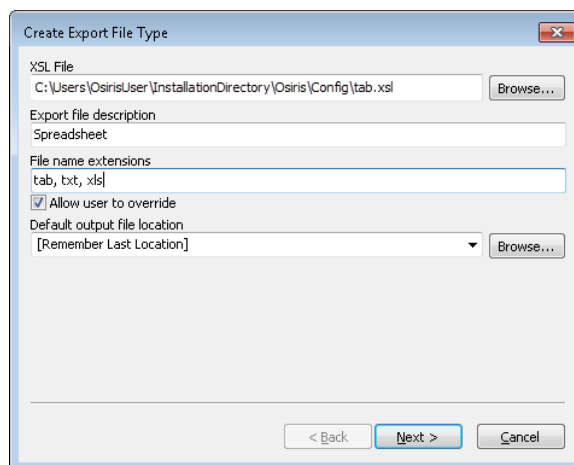 Create Export File Type
XSL File
C:\Users\OsirisUser\InstallationDirectory\Osiris\Config\tab.xsl
Browse...
Export file description
Spreadsheet
File name extensions
tab, txt, xls
Allow user to override
Default output file location
[Remember Last Location]
Browse...
< Back
Next >
Cancel